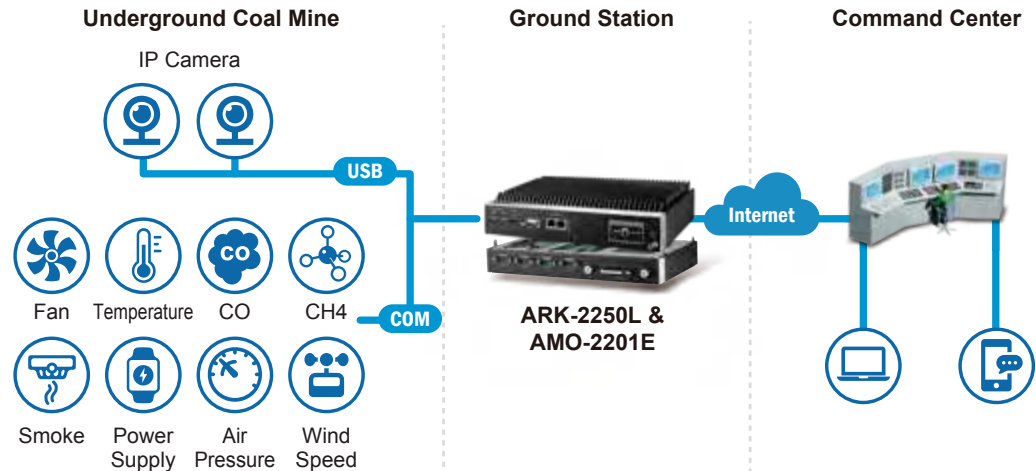 Underground Coal Mine
Ground Station
Command Center
IP Camera
USB
Internet
CO
Fan
Temperature
CO
CH4
COM
ARK-2250L &
AMO-2201E
Smoke
Power
Supply
Air
Pressure
Wind
Speed